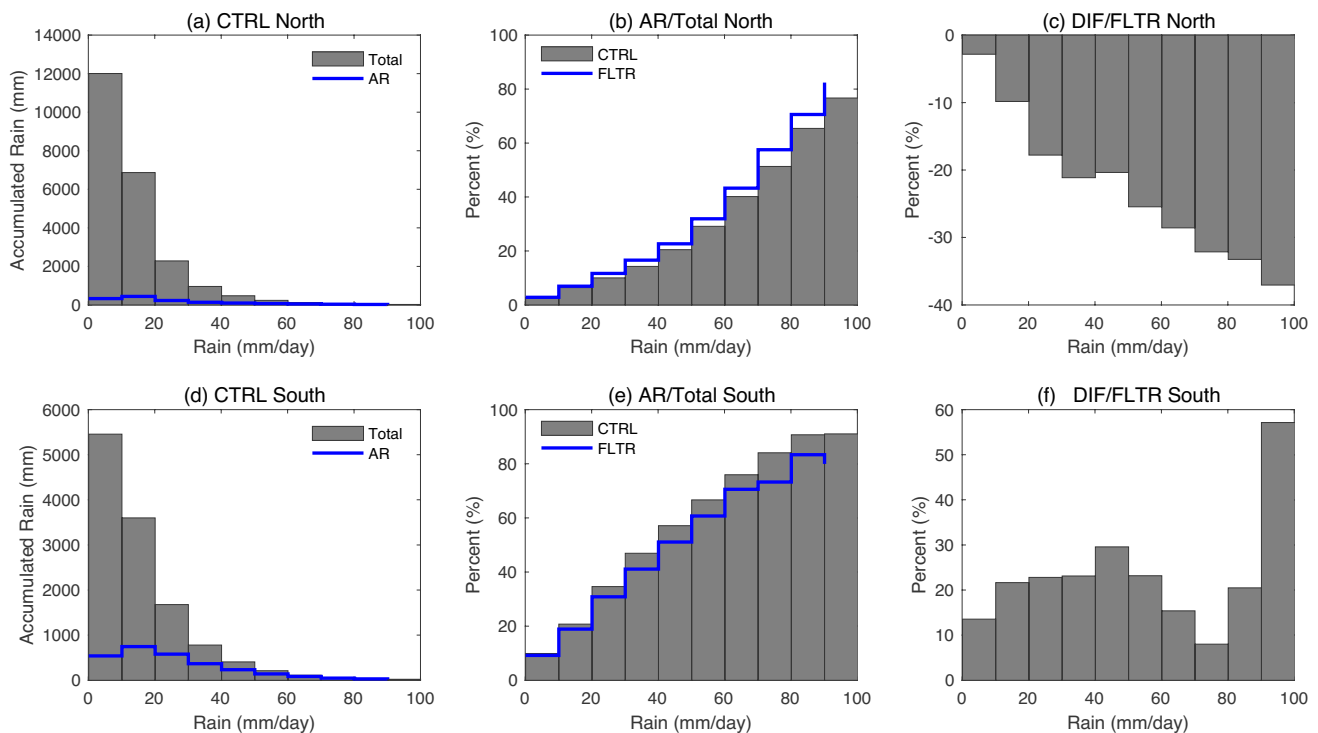 (a) CTRL North
14000
12000
10000
8000
6000
4000
2000
0
Accumulated Rain (mm)
Total
AR
0 20 40 60 80 100
Rain (mm/day)
(b) AR/Total North
100
80
60
40
20
0
Percent (%)
CTRL
FLTR
0 20 40 60 80 100
Rain (mm/day)
(c) DIF/FLTR North
0
-10
-20
-30
-40
Percent (%)
0 20 40 60 80 100
Rain (mm/day)
(d) CTRL South
6000
5000
4000
3000
2000
1000
0
Accumulated Rain (mm)
Total
AR
0 20 40 60 80 100
Rain (mm/day)
(e) AR/Total South
100
80
60
40
20
0
Percent (%)
CTRL
FLTR
0 20 40 60 80 100
Rain (mm/day)
(f) DIF/FLTR South
60
50
40
30
20
10
0
Percent (%)
0 20 40 60 80 100
Rain (mm/day)